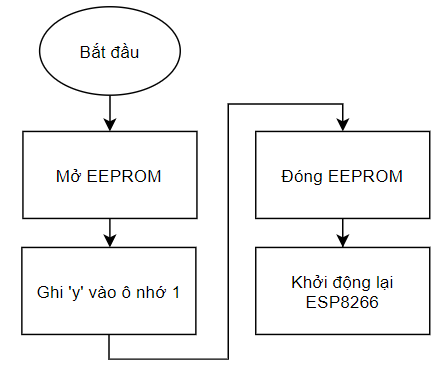 Bắt đầu
Mở EEPROM
Ghi 'y' vào ô nhớ 1
Đóng EEPROM
Khởi động lại
ESP8266